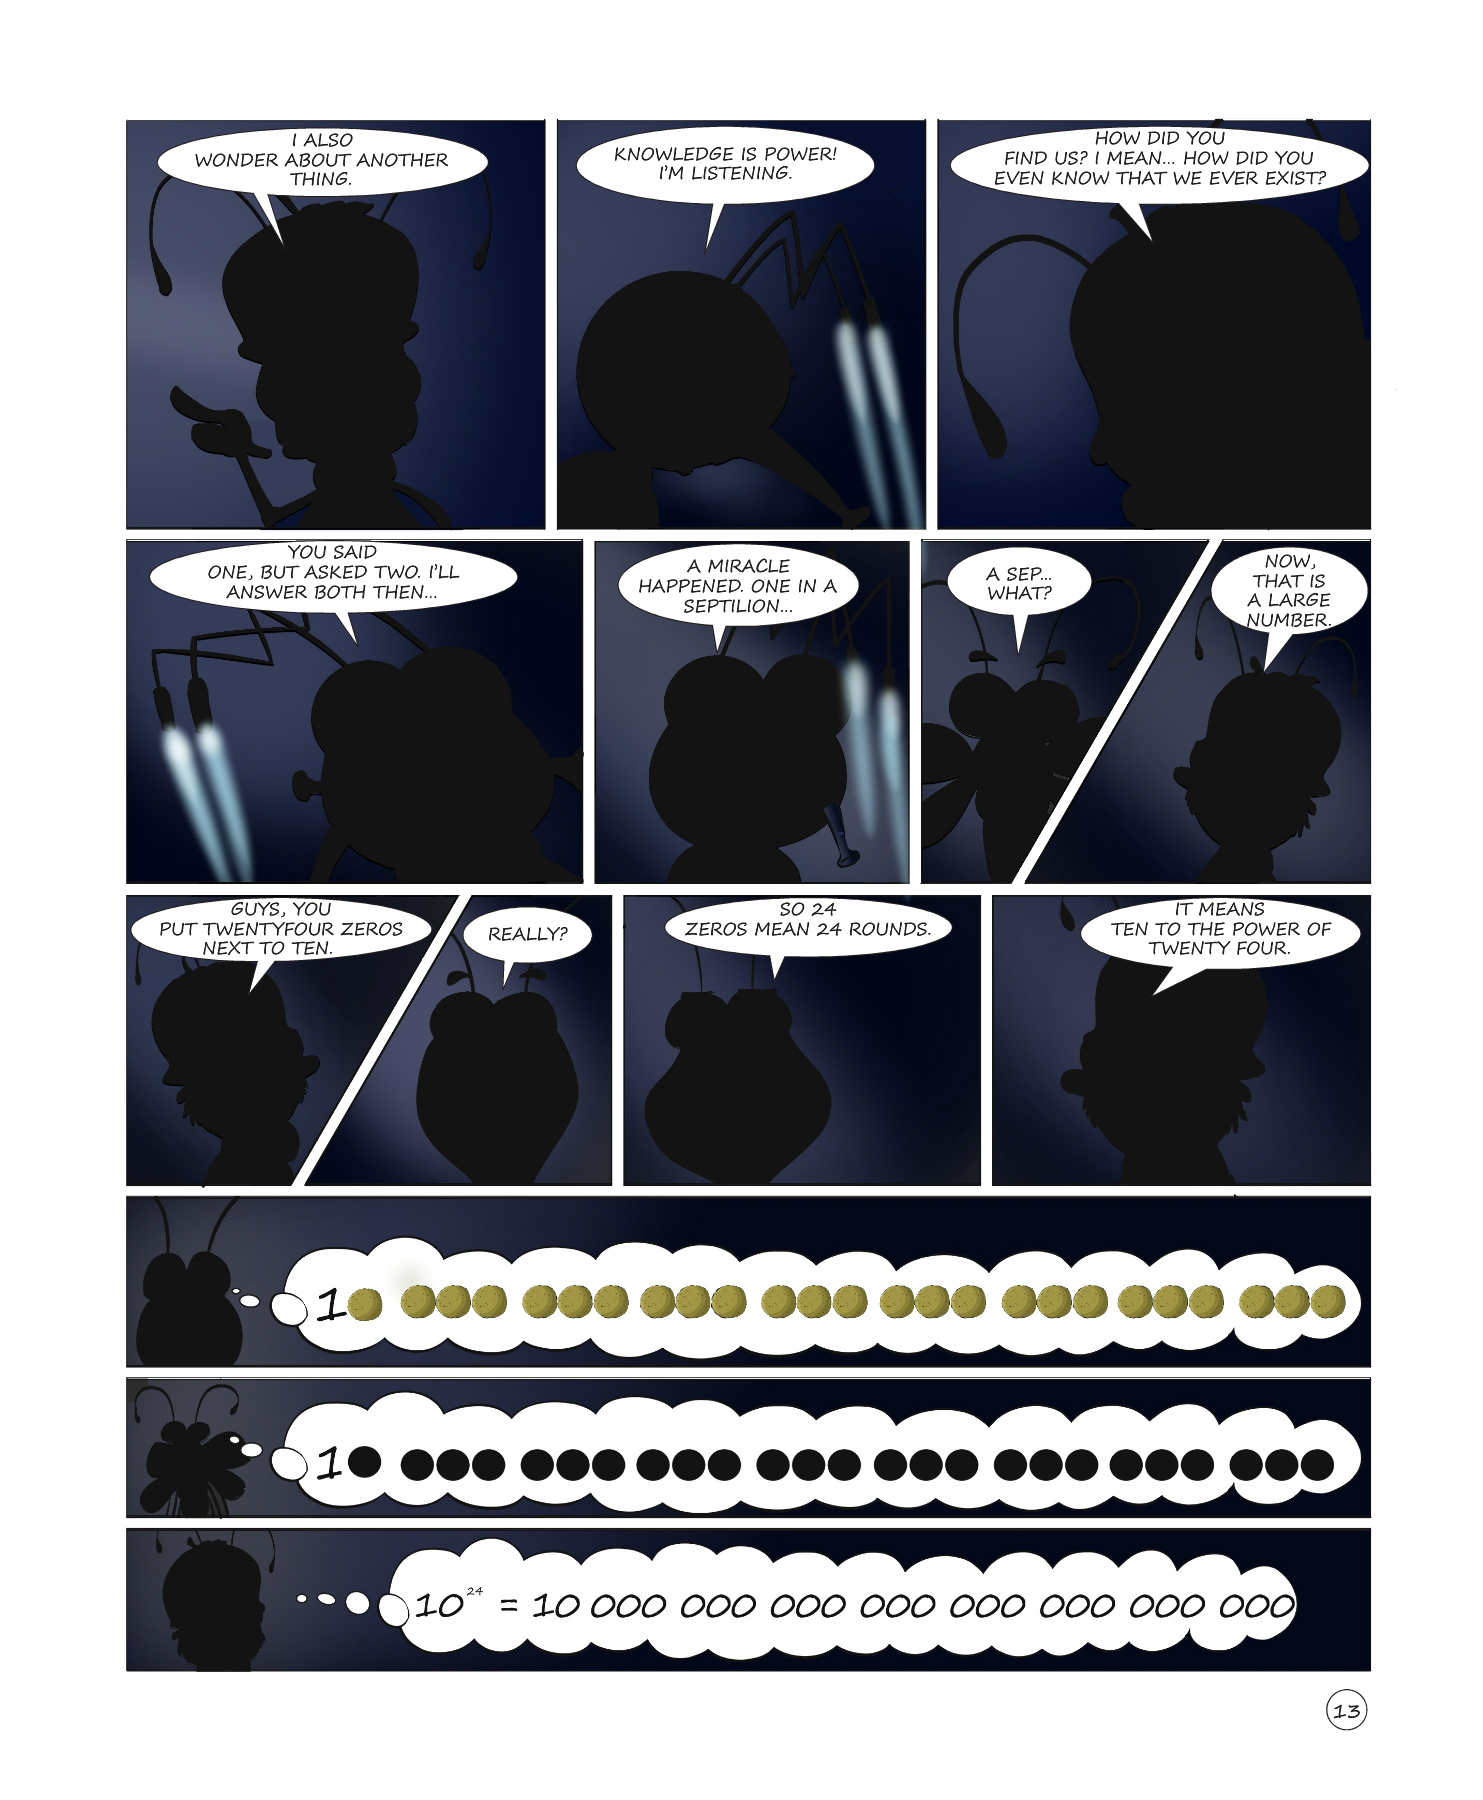 I ALSO
WONDER ABOUT ANOTHER
THING.
KNOWLEDGE IS POWER!
I'M LISTENING.
HOW DID YOU
FIND US? I MEAN... HOW DID YOU
EVEN KNOW THAT WE EVER EXIST?
YOU SAID
ONE, BUT ASKED TWO. I'LL
ANSWER BOTH THEN...
A MIRACLE
HAPPENED. ONE IN A
SEPTILION...
A SEP...
WHAT?
NOW,
THAT IS
A LARGE
NUMBER.
GUYS, YOU
PUT TWENTYFOUR ZEROS
NEXT TO TEN.
REALLY?
SO 24
ZEROS MEAN 24 ROUNDS.
IT MEANS
TEN TO THE POWER OF
TWENTY FOUR.
1
1
10²⁴ = 10 000 000 000 000 000 000 000 000
13